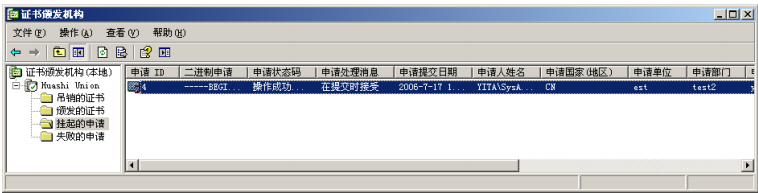 证书颁发机构
文件(F) 操作(A) 查看(V) 帮助(H)
证书颁发机构(本地)
Huashi Union
吊销的证书
颁发的证书
挂起的申请
失败的申请
申请 ID 二进制申请 申请状态码 申请处理消息 申请提交日期 申请人姓名 申请国家(地区) 申请单位 申请部门
4 -----BEGI... 操作成功... 在提交时接受 2006-7-17 1... YITA\SysA... CN est test2